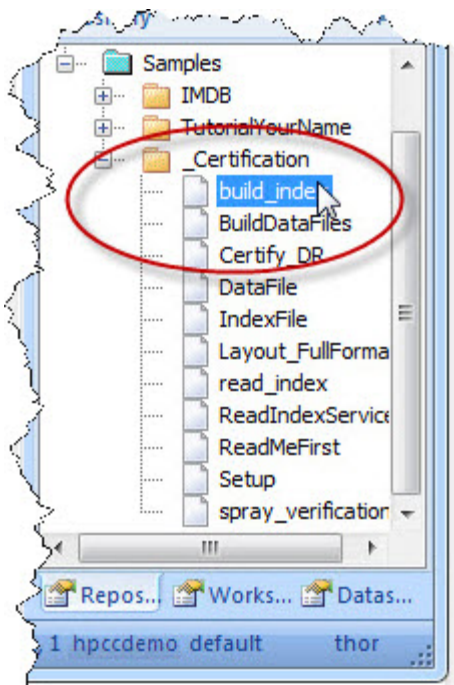 Samples
IMDB
TutorialYourName
_Certification
build_index
BuildDataFiles
Certify_DR
DataFile
IndexFile
Layout_FullForma
read_index
ReadIndexService
ReadMeFirst
Setup
spray_verification
Repos... Works... Datas...
1 hpccdemo default thor